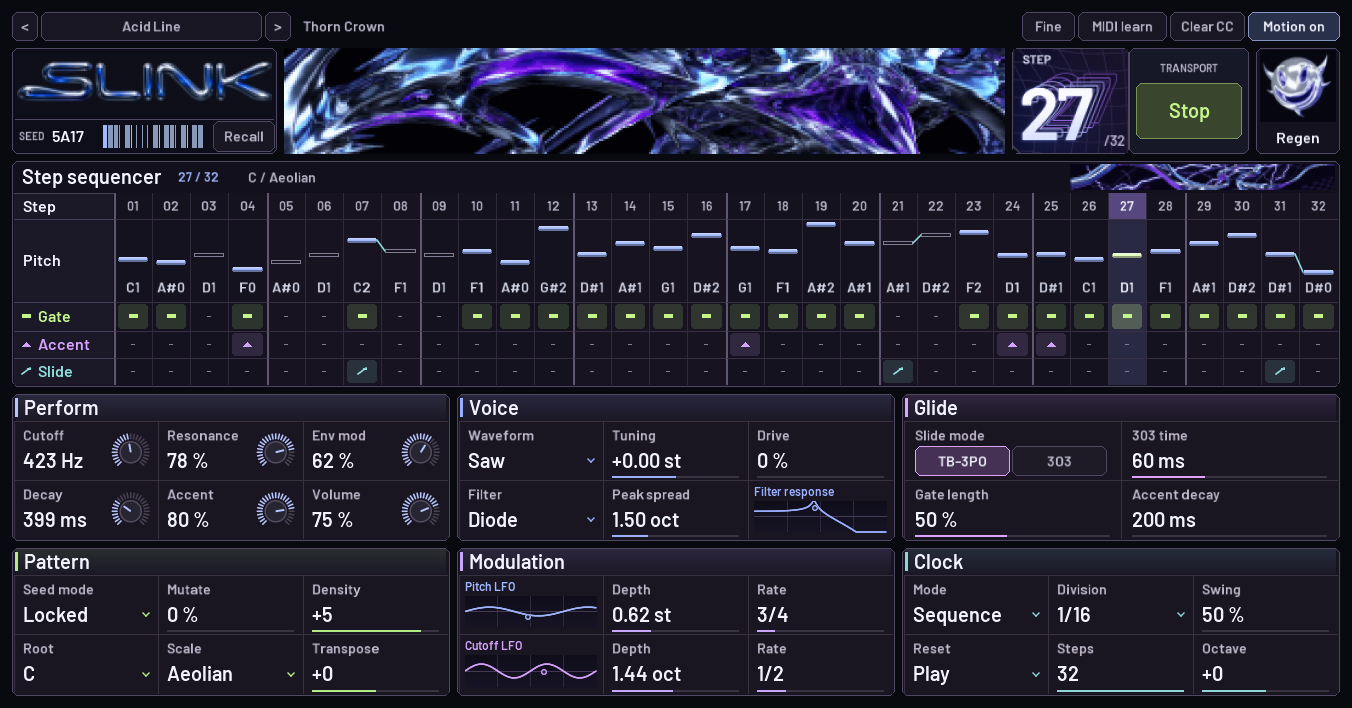 < Acid Line > Thorn Crown Fine MIDI learn Clear CC Motion on
SLINK
SEED 5A17 Recall
STEP
27
/32
TRANSPORT
Stop
Regen
Step sequencer 27 / 32 C / Aeolian
Step 01 02 03 04 05 06 07 08 09 10 11 12 13 14 15 16 17 18 19 20 21 22 23 24 25 26 27 28 29 30 31 32
Pitch
C1 A#0 D1 F0 A#0 D1 C2 F1 D1 F1 A#0 G#2 D#1 A#1 G1 D#2 G1 F1 A#2 A#1 A#1 D#2 F2 D1 D#1 C1 D1 F1 A#1 D#2 D#1 D#0
Gate - - - - - - - -
Accent - - - - - - - - - - - - - - - - - - - - - - - - - - - -
Slide - - - - - - - - - - - - - - - - - - - - - - - - - - - - -
Perform
Cutoff Resonance Env mod
423 Hz 78 % 62 %
Decay Accent Volume
399 ms 80 % 75 %
Voice
Waveform Tuning Drive
Saw +0.00 st 0 %
Filter Peak spread Filter response
Diode 1.50 oct
Glide
Slide mode 303 time
TB-3PO 303 60 ms
Gate length Accent decay
50 % 200 ms
Pattern
Seed mode Mutate Density
Locked 0 % +5
Root Scale Transpose
C Aeolian +0
Modulation
Pitch LFO Depth Rate
0.62 st 3/4
Cutoff LFO Depth Rate
1.44 oct 1/2
Clock
Mode Division Swing
Sequence 1/16 50 %
Reset Steps Octave
Play 32 +0